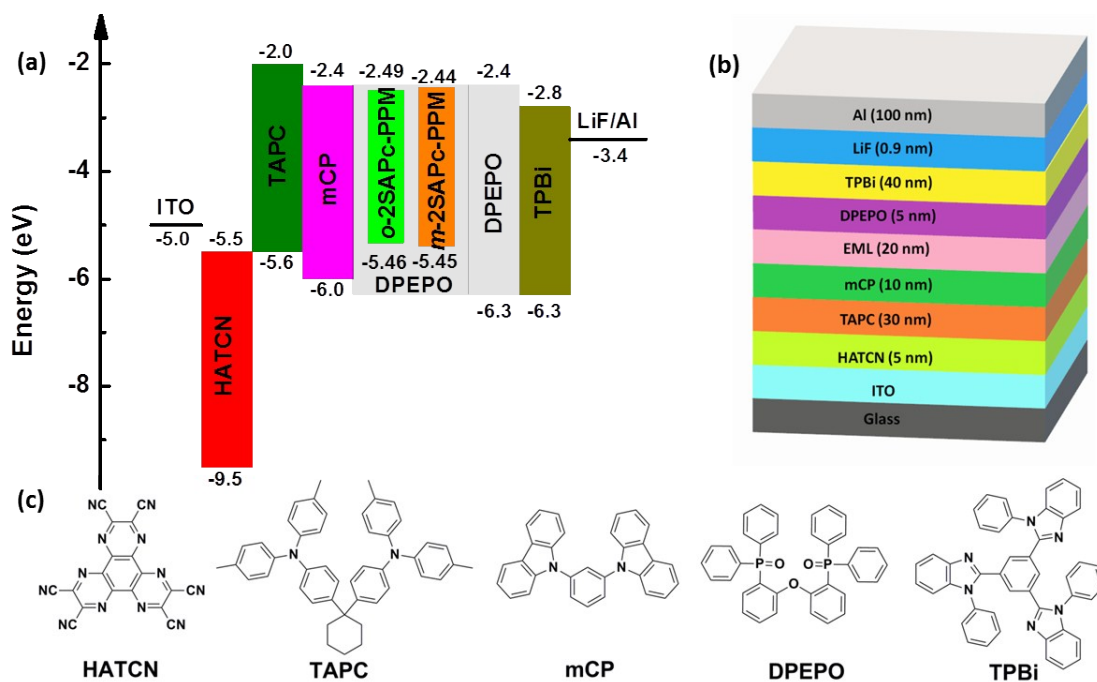 (a)
Energy (eV)
-2
-4
-6
-8
ITO
-5.0
-5.5
HATCN
-9.5
-2.0
TAPC
-5.6
-2.4
mCP
-6.0
-2.49
o-2SAPc-PPM
-5.46
-2.44
m-2SAPc-PPM
-5.45
DPEPO
-2.4
DPEPO
-6.3
-2.8
TPBi
-6.3
LiF/Al
-3.4
(b)
Al (100 nm)
LiF (0.9 nm)
TPBi (40 nm)
DPEPO (5 nm)
EML (20 nm)
mCP (10 nm)
TAPC (30 nm)
HATCN (5 nm)
ITO
Glass
(c)
NC CN
N N
N N
NC CN
N N
NC CN
HATCN
N N
TAPC
N N
mCP
P=O O=P
O
DPEPO
N
N
N
N
N
N
TPBi